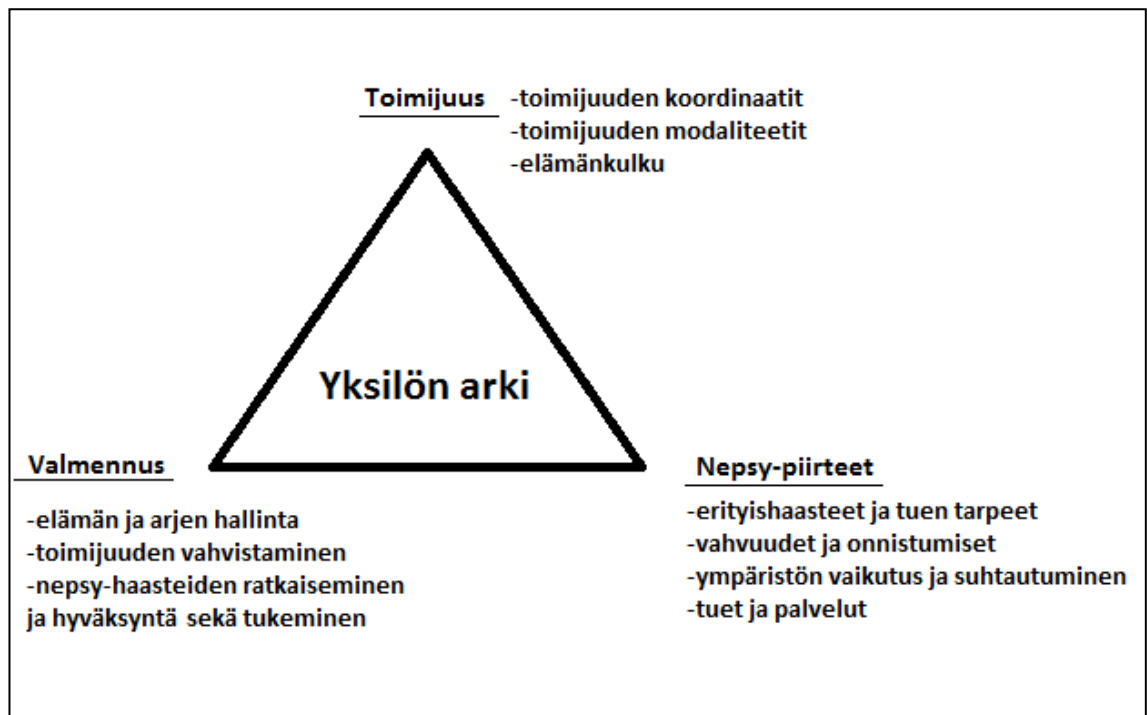 Toimijuus -toimijuuden koordinaatit
-toimijuuden modaliteetit
-elämänkulku
Yksilön arki
Valmennus
-elämän ja arjen hallinta
-toimijuuden vahvistaminen
-nepsy-haasteiden ratkaiseminen
ja hyväksyntä sekä tukeminen
Nepsy-piirteet
-erityishaasteet ja tuen tarpeet
-vahvuudet ja onnistumiset
-ympäristön vaikutus ja suhtautuminen
-tuet ja palvelut